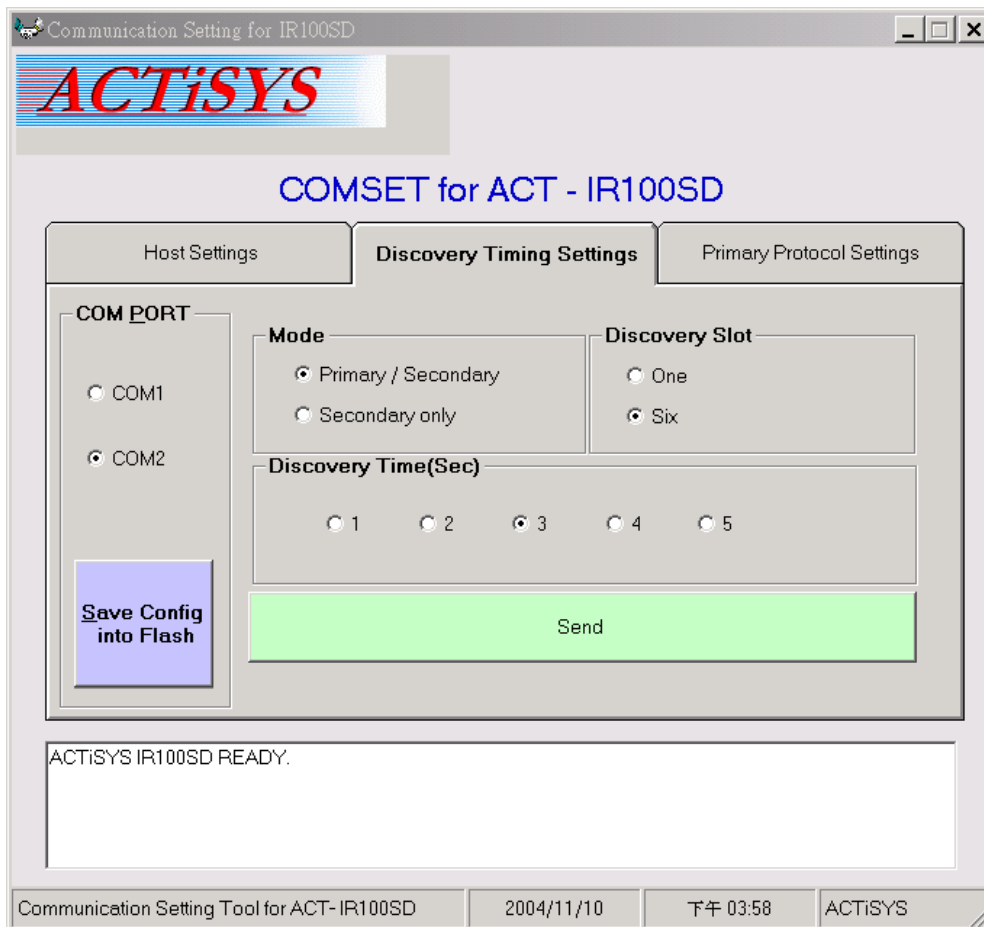 Communication Setting for IR100SD
ACTiSYS
COMSET for ACT - IR100SD
Host Settings
Discovery Timing Settings
Primary Protocol Settings
COM PORT
COM1
COM2
Save Config
into Flash
Mode
Primary / Secondary
Secondary only
Discovery Slot
One
Six
Discovery Time(Sec)
1 2 3 4 5
Send
ACTiSYS IR100SD READY.
Communication Setting Tool for ACT-IR100SD
2004/11/10
下午 03:58
ACTiSYS